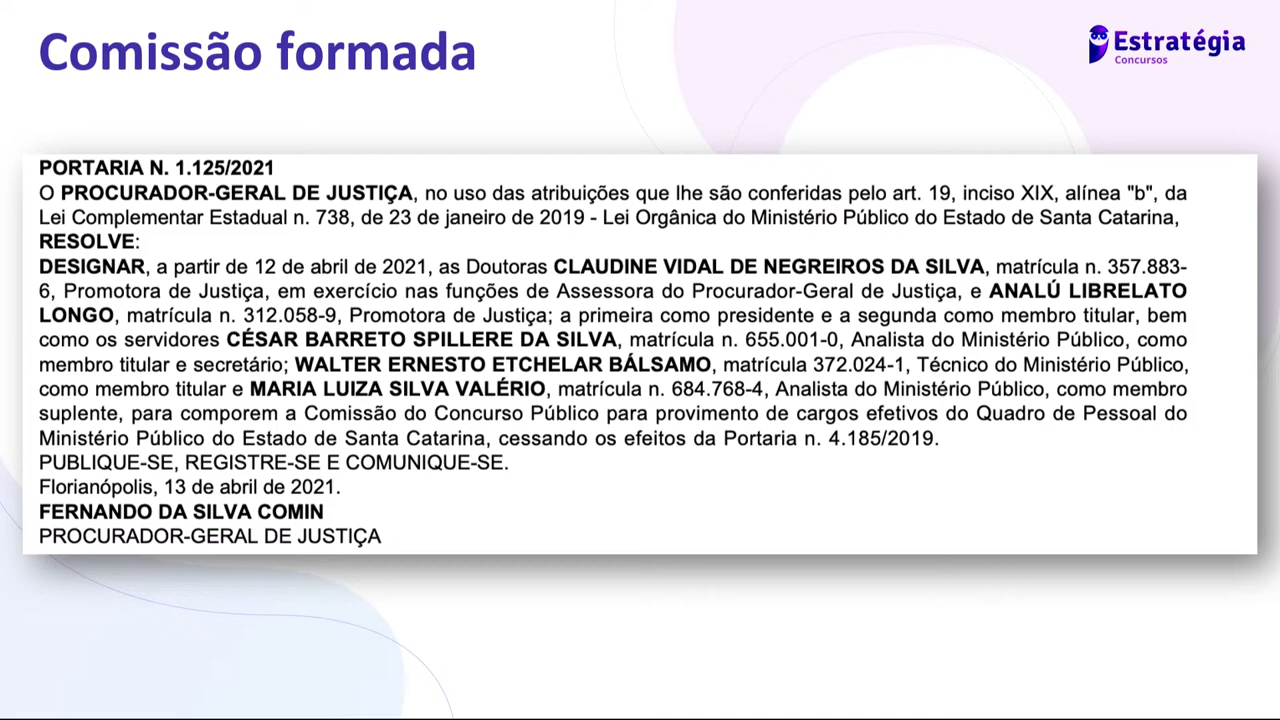 Comissão formada
Estratégia
Concursos
PORTARIA N. 1.125/2021
O PROCURADOR-GERAL DE JUSTIÇA, no uso das atribuições que lhe são conferidas pelo art. 19, inciso XIX, alínea "b", da
Lei Complementar Estadual n. 738, de 23 de janeiro de 2019 - Lei Orgânica do Ministério Público do Estado de Santa Catarina,
RESOLVE:
DESIGNAR, a partir de 12 de abril de 2021, as Doutoras CLAUDINE VIDAL DE NEGREIROS DA SILVA, matrícula n. 357.883-
6, Promotora de Justiça, em exercício nas funções de Assessora do Procurador-Geral de Justiça, e ANALÚ LIBRELATO
LONGO, matrícula n. 312.058-9, Promotora de Justiça; a primeira como presidente e a segunda como membro titular, bem
como os servidores CÉSAR BARRETO SPILLERE DA SILVA, matrícula n. 655.001-0, Analista do Ministério Público, como
membro titular e secretário; WALTER ERNESTO ETCHELAR BÁLSAMO, matrícula 372.024-1, Técnico do Ministério Público,
como membro titular e MARIA LUIZA SILVA VALÉRIO, matrícula n. 684.768-4, Analista do Ministério Público, como membro
suplente, para comporem a Comissão do Concurso Público para provimento de cargos efetivos do Quadro de Pessoal do
Ministério Público do Estado de Santa Catarina, cessando os efeitos da Portaria n. 4.185/2019.
PUBLIQUE-SE, REGISTRE-SE E COMUNIQUE-SE.
Florianópolis, 13 de abril de 2021.
FERNANDO DA SILVA COMIN
PROCURADOR-GERAL DE JUSTIÇA